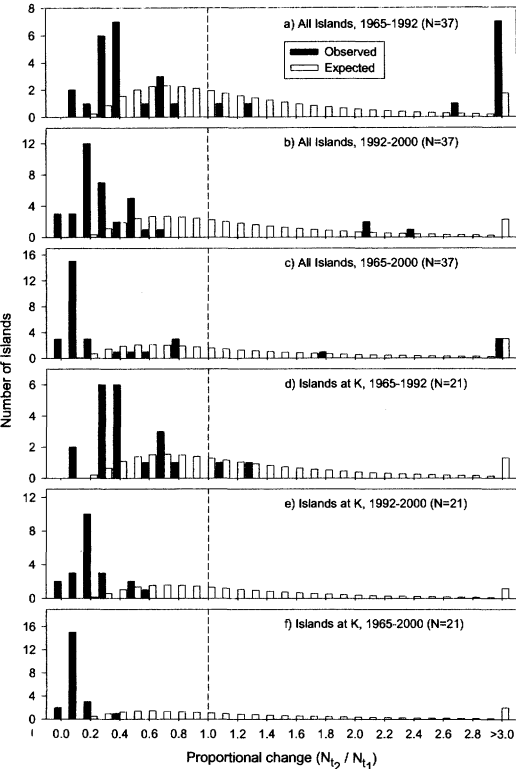 Number of Islands
a) All Islands, 1965-1992 (N=37)
Observed
Expected
8
6
4
2
0
b) All Islands, 1992-2000 (N=37)
12
8
4
0
c) All Islands, 1965-2000 (N=37)
16
12
8
4
0
d) Islands at K, 1965-1992 (N=21)
6
4
2
0
e) Islands at K, 1992-2000 (N=21)
12
8
4
0
f) Islands at K, 1965-2000 (N=21)
16
12
8
4
0
0.0 0.2 0.4 0.6 0.8 1.0 1.2 1.4 1.6 1.8 2.0 2.2 2.4 2.6 2.8 >3.0
Proportional change (Nt2 / Nt1)